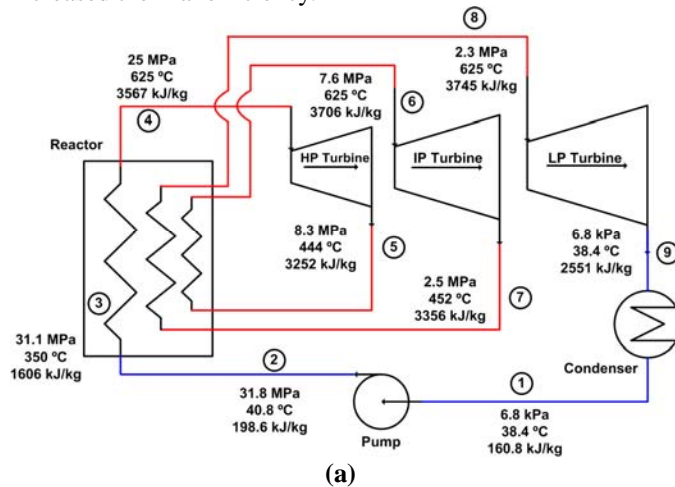 8
25 MPa
625 ºC
3567 kJ/kg
7.6 MPa
625 ºC
3706 kJ/kg
2.3 MPa
625 ºC
3745 kJ/kg
4
6
Reactor
HP Turbine
IP Turbine
LP Turbine
8.3 MPa
444 ºC
3252 kJ/kg
5
6.8 kPa
38.4 ºC
2551 kJ/kg
9
3
2.5 MPa
452 ºC
3356 kJ/kg
7
31.1 MPa
350 ºC
1606 kJ/kg
2
1
Condenser
31.8 MPa
40.8 ºC
198.6 kJ/kg
Pump
6.8 kPa
38.4 ºC
160.8 kJ/kg
(a)